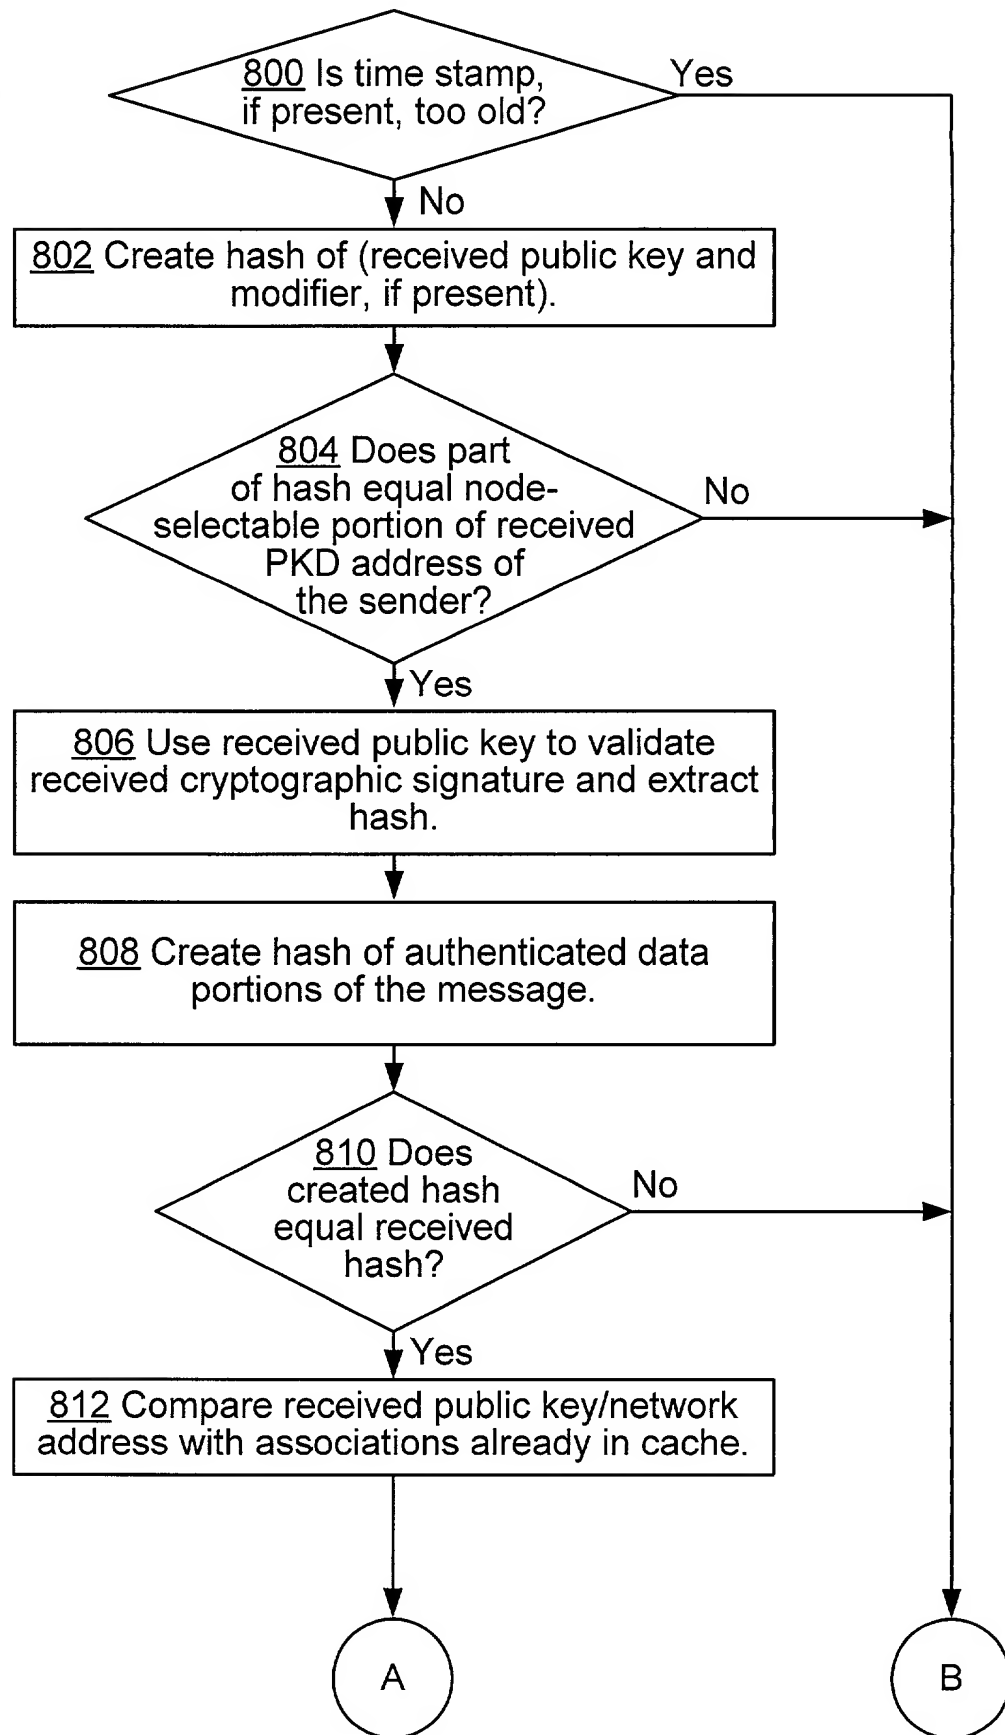 800 Is time stamp,
if present, too old?
Yes
No
802 Create hash of (received public key and
modifier, if present).
804 Does part
of hash equal node-
selectable portion of received
PKD address of
the sender?
No
Yes
806 Use received public key to validate
received cryptographic signature and extract
hash.
808 Create hash of authenticated data
portions of the message.
810 Does
created hash
equal received
hash?
No
Yes
812 Compare received public key/network
address with associations already in cache.
A
B